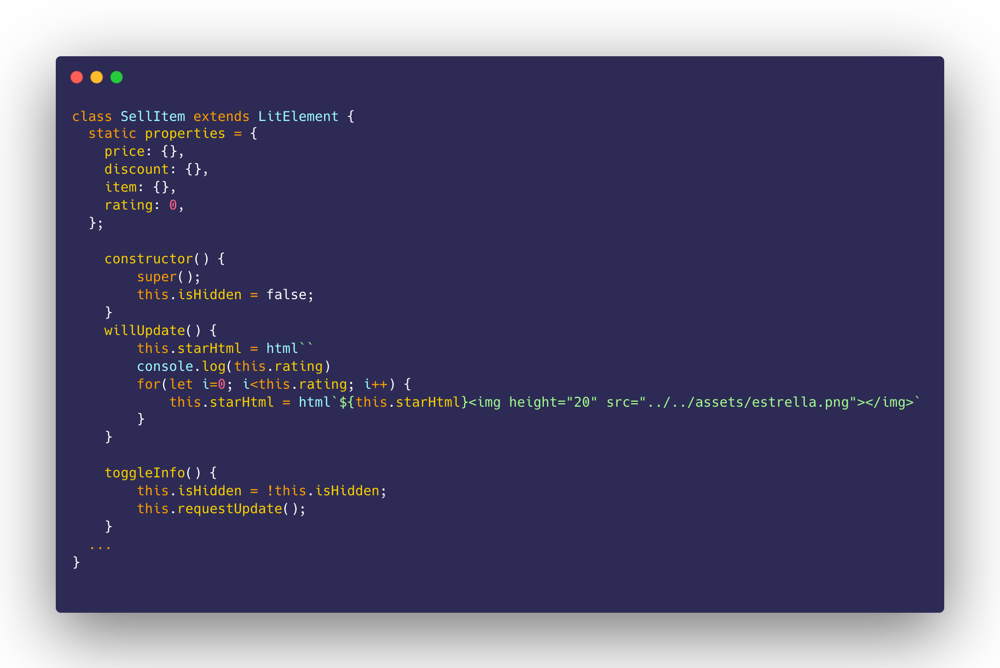 class SellItem extends LitElement {
  static properties = {
    price: {},
    discount: {},
    item: {},
    rating: 0,
  };

    constructor() {
        super();
        this.isHidden = false;
    }
    willUpdate() {
        this.starHtml = html``
        console.log(this.rating)
        for(let i=0; i<this.rating; i++) {
            this.starHtml = html`${this.starHtml}<img height="20" src="../../assets/estrella.png"></img>`
        }
    }

    toggleInfo() {
        this.isHidden = !this.isHidden;
        this.requestUpdate();
    }
  ...
}